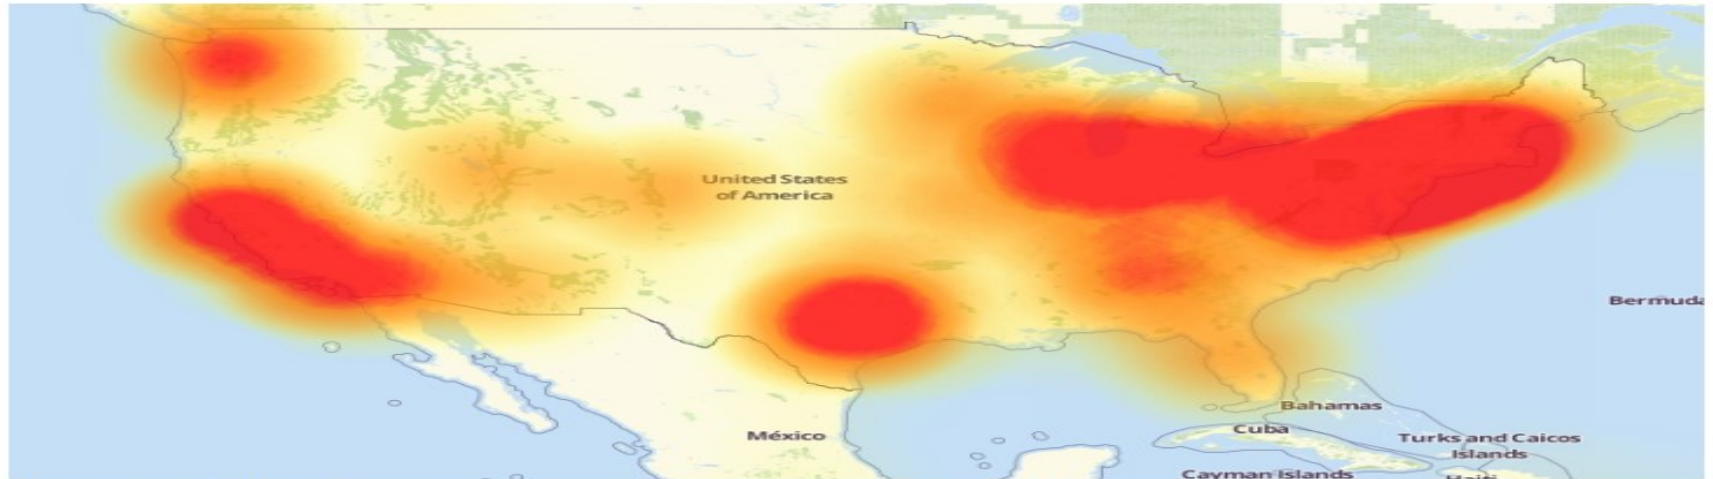 United States
of America
Bermuda
Bahamas
México
Cuba
Turks and Caicos
Islands
Cayman Islands